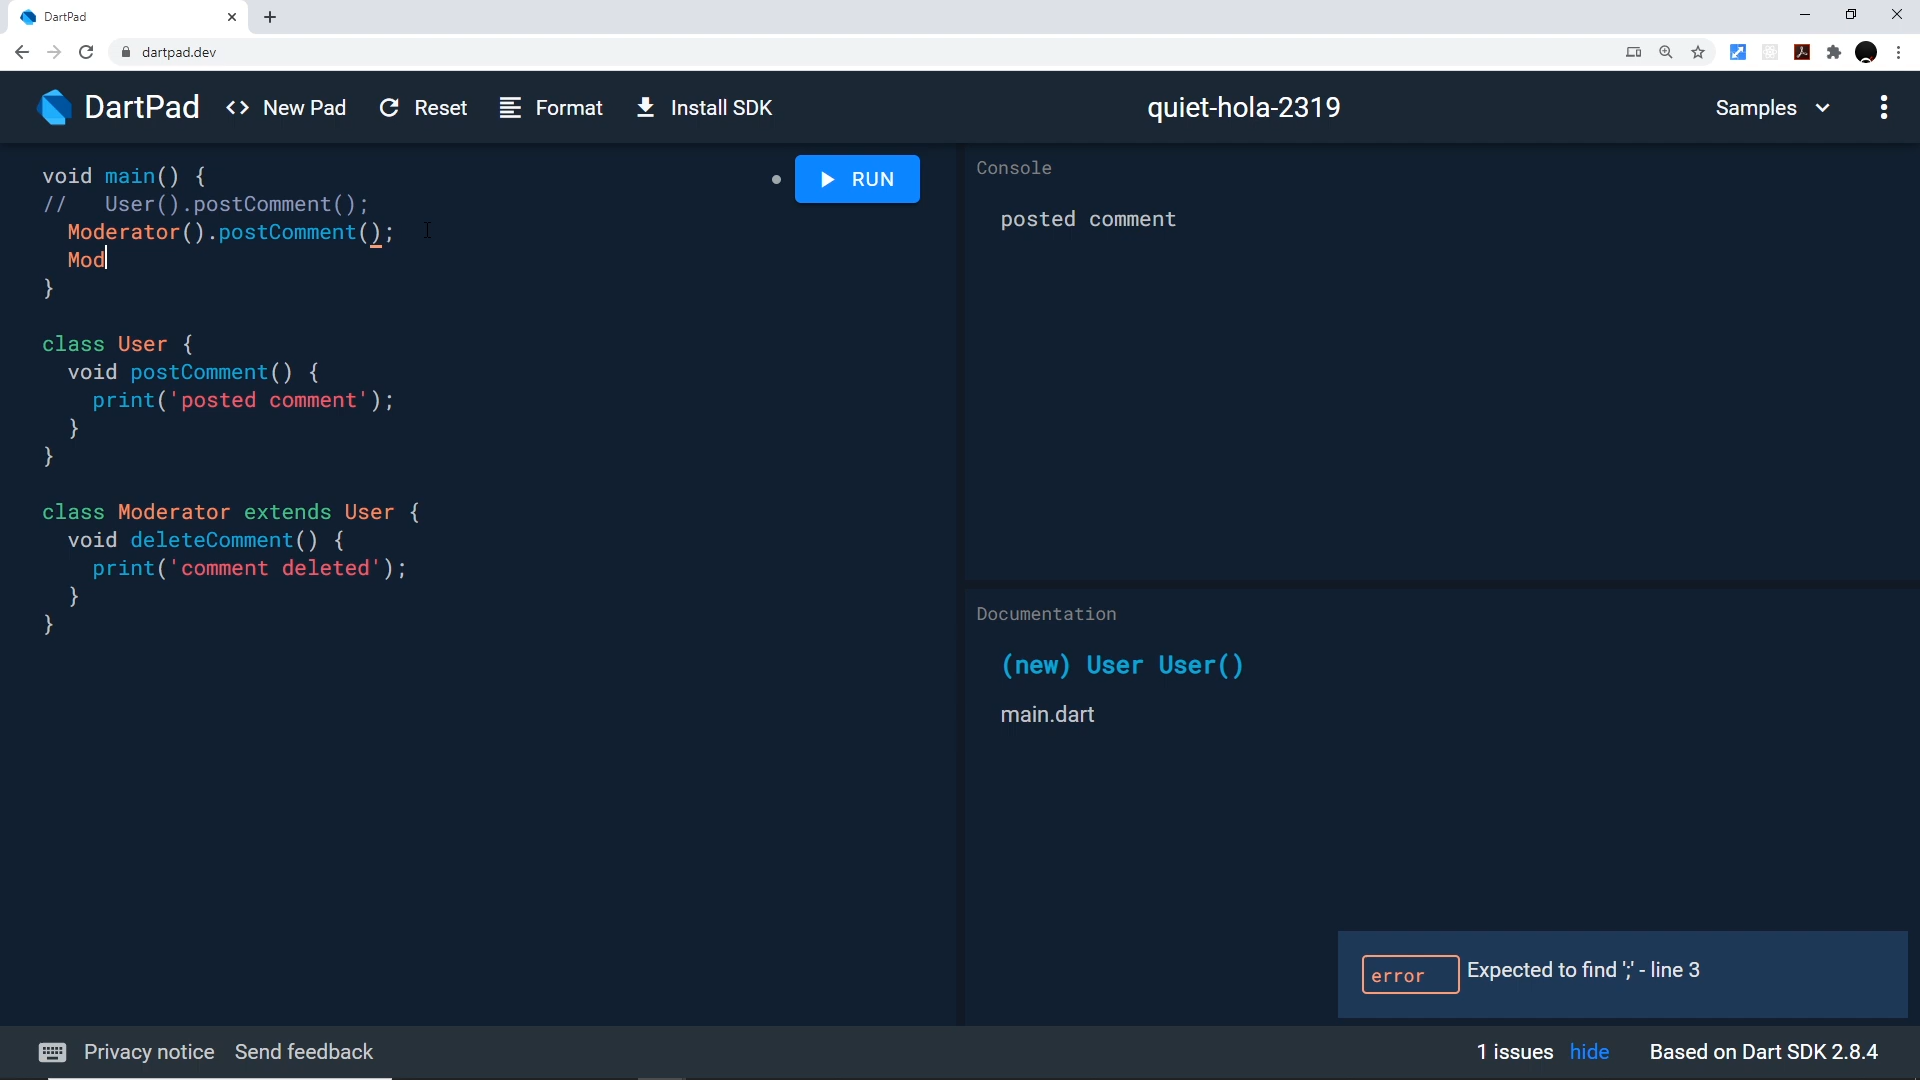 DartPad
dartpad.dev
DartPad
<> New Pad
Reset
Format
Install SDK
quiet-hola-2319
Samples
void main() {
//   User().postComment();
  Moderator().postComment();
  Mod
}
class User {
  void postComment() {
    print('posted comment');
  }
}
class Moderator extends User {
  void deleteComment() {
    print('comment deleted');
  }
}
RUN
Console
posted comment
Documentation
(new) User User()
main.dart
error Expected to find ';' - line 3
Privacy notice Send feedback
1 issues hide Based on Dart SDK 2.8.4